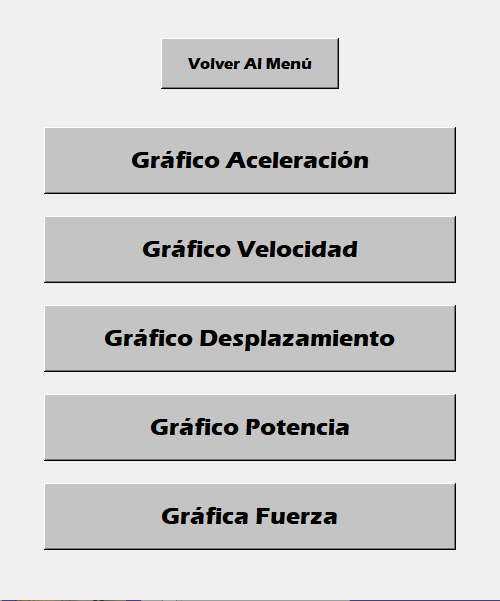 Volver Al Menú
Gráfico Aceleración
Gráfico Velocidad
Gráfico Desplazamiento
Gráfico Potencia
Gráfica Fuerza